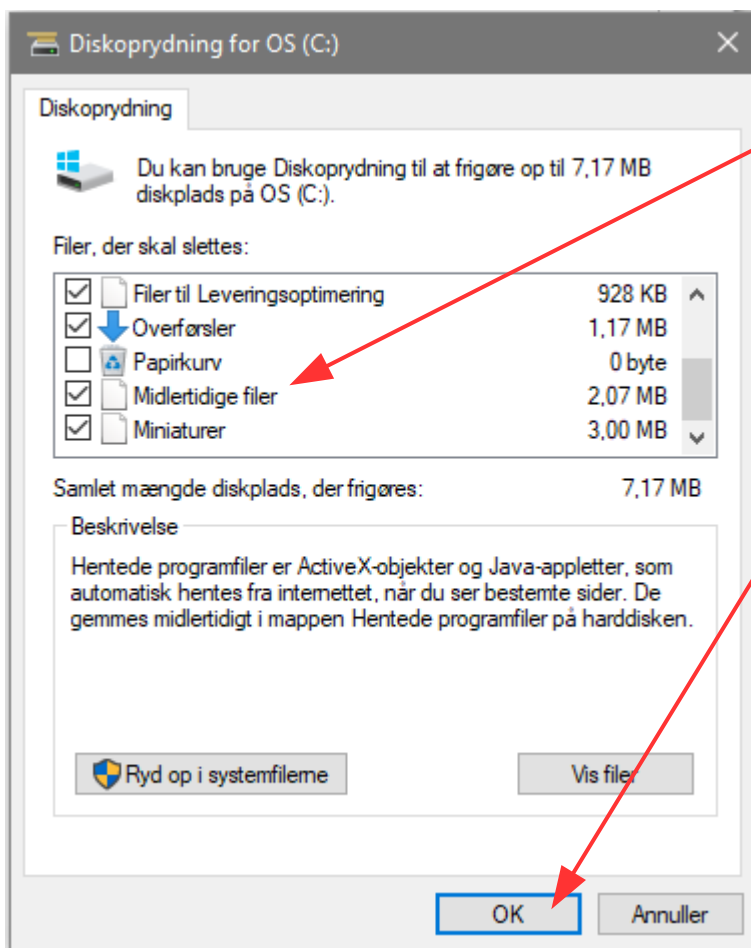 Diskoprydning for OS (C:)
Diskoprydning
Du kan bruge Diskoprydning til at frigøre op til 7,17 MB
diskplads på OS (C:).
Filer, der skal slettes:
Filer til Leveringsoptimering 928 KB
Overførsler 1,17 MB
Papirkurv 0 byte
Midlertidige filer 2,07 MB
Miniaturer 3,00 MB
Samlet mængde diskplads, der frigøres: 7,17 MB
Beskrivelse
Hentede programfiler er ActiveX-objekter og Java-appletter, som
automatisk hentes fra internettet, når du ser bestemte sider. De
gemmes midlertidigt i mappen Hentede programfiler på harddisken.
Ryd op i systemfilerne Vis filer
OK Annuller